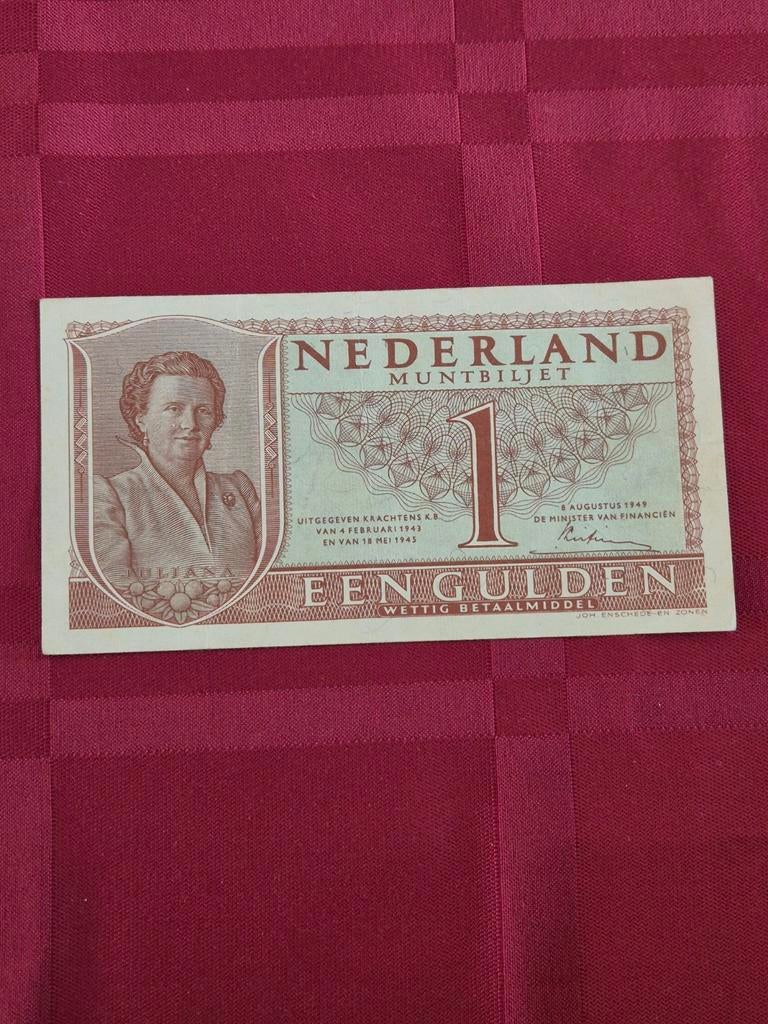 NEDERLAND
MUNTBILJET
1
UITGEGEVEN KRACHTENS K.B.
VAN 4 FEBRUARI 1943
EN VAN 18 MEI 1945
8 AUGUSTUS 1949
DE MINISTER VAN FINANCIËN
JULIANA
EEN GULDEN
WETTIG BETAALMIDDEL
JOH. ENSCHEDE EN ZONEN